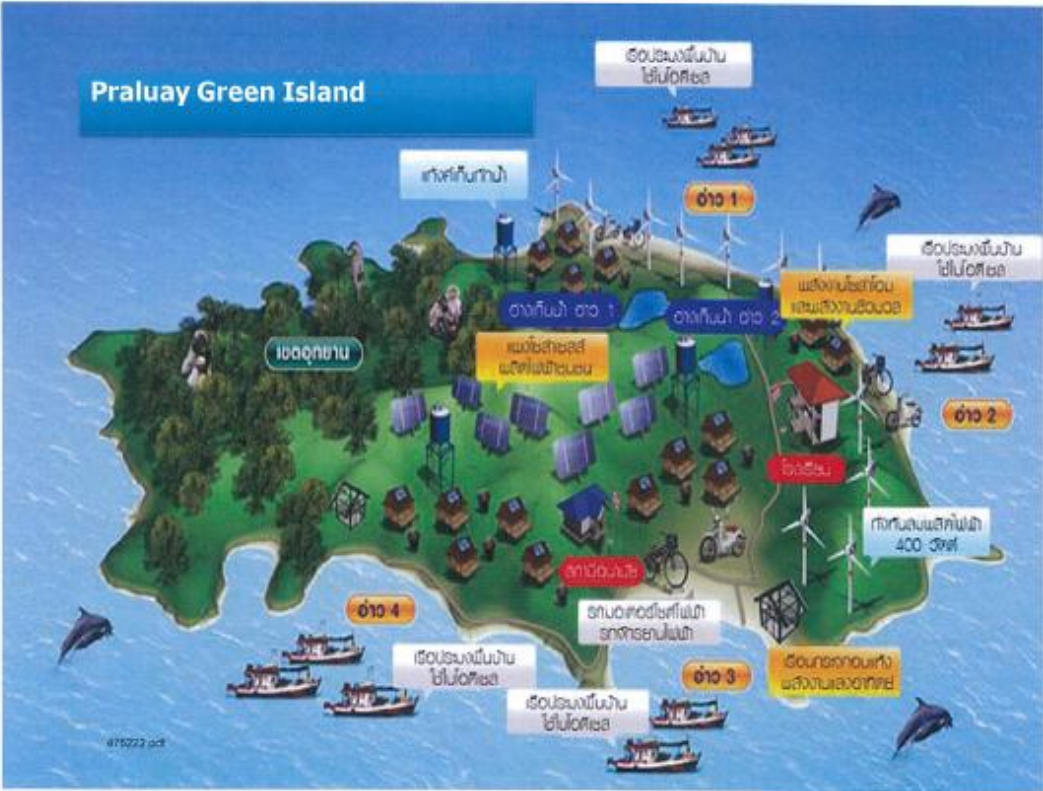 Praluay Green Island
เรือประมงพื้นบ้าน
ใช้ไบโอดีเซล
แท้งค์เก็บกักน้ำ
อ่าว 1
เรือประมงพื้นบ้าน
ใช้ไบโอดีเซล
พลังงานโซล่าโฮม
และพลังงานชีวมวล
อ่างเก็บน้ำ อ่าว 1
อ่างเก็บน้ำ อ่าว 2
เขตอุทยาน
แผงโซล่าเซลล์
ผลิตไฟฟ้าชุมชน
อ่าว 2
โรงเรียน
กังหันลมผลิตไฟฟ้า
400 วัตต์
สถานีอนามัย
รถมอเตอร์ไซค์ไฟฟ้า
รถจักรยานไฟฟ้า
อ่าว 4
เรือประมงพื้นบ้าน
ใช้ไบโอดีเซล
อ่าว 3
เรือนกระจกอบแห้ง
พลังงานแสงอาทิตย์
เรือประมงพื้นบ้าน
ใช้ไบโอดีเซล